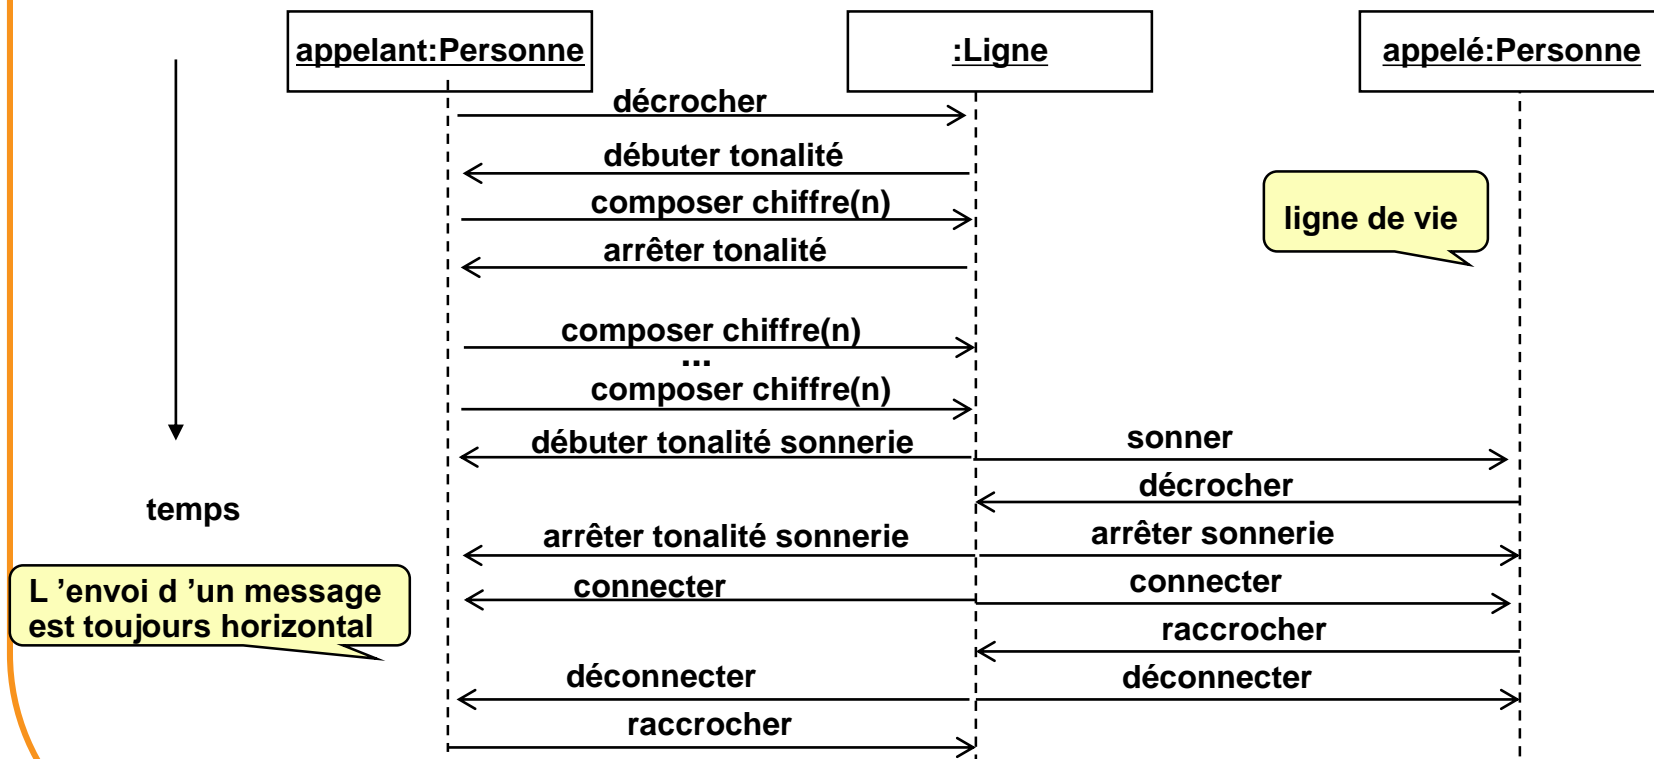 appelant:Personne
:Ligne
appelé:Personne
décrocher
débuter tonalité
composer chiffre(n)
ligne de vie
arrêter tonalité
composer chiffre(n)
...
composer chiffre(n)
débuter tonalité sonnerie
sonner
décrocher
temps
arrêter tonalité sonnerie
arrêter sonnerie
L ’envoi d ’un message
est toujours horizontal
connecter
connecter
raccrocher
déconnecter
déconnecter
raccrocher